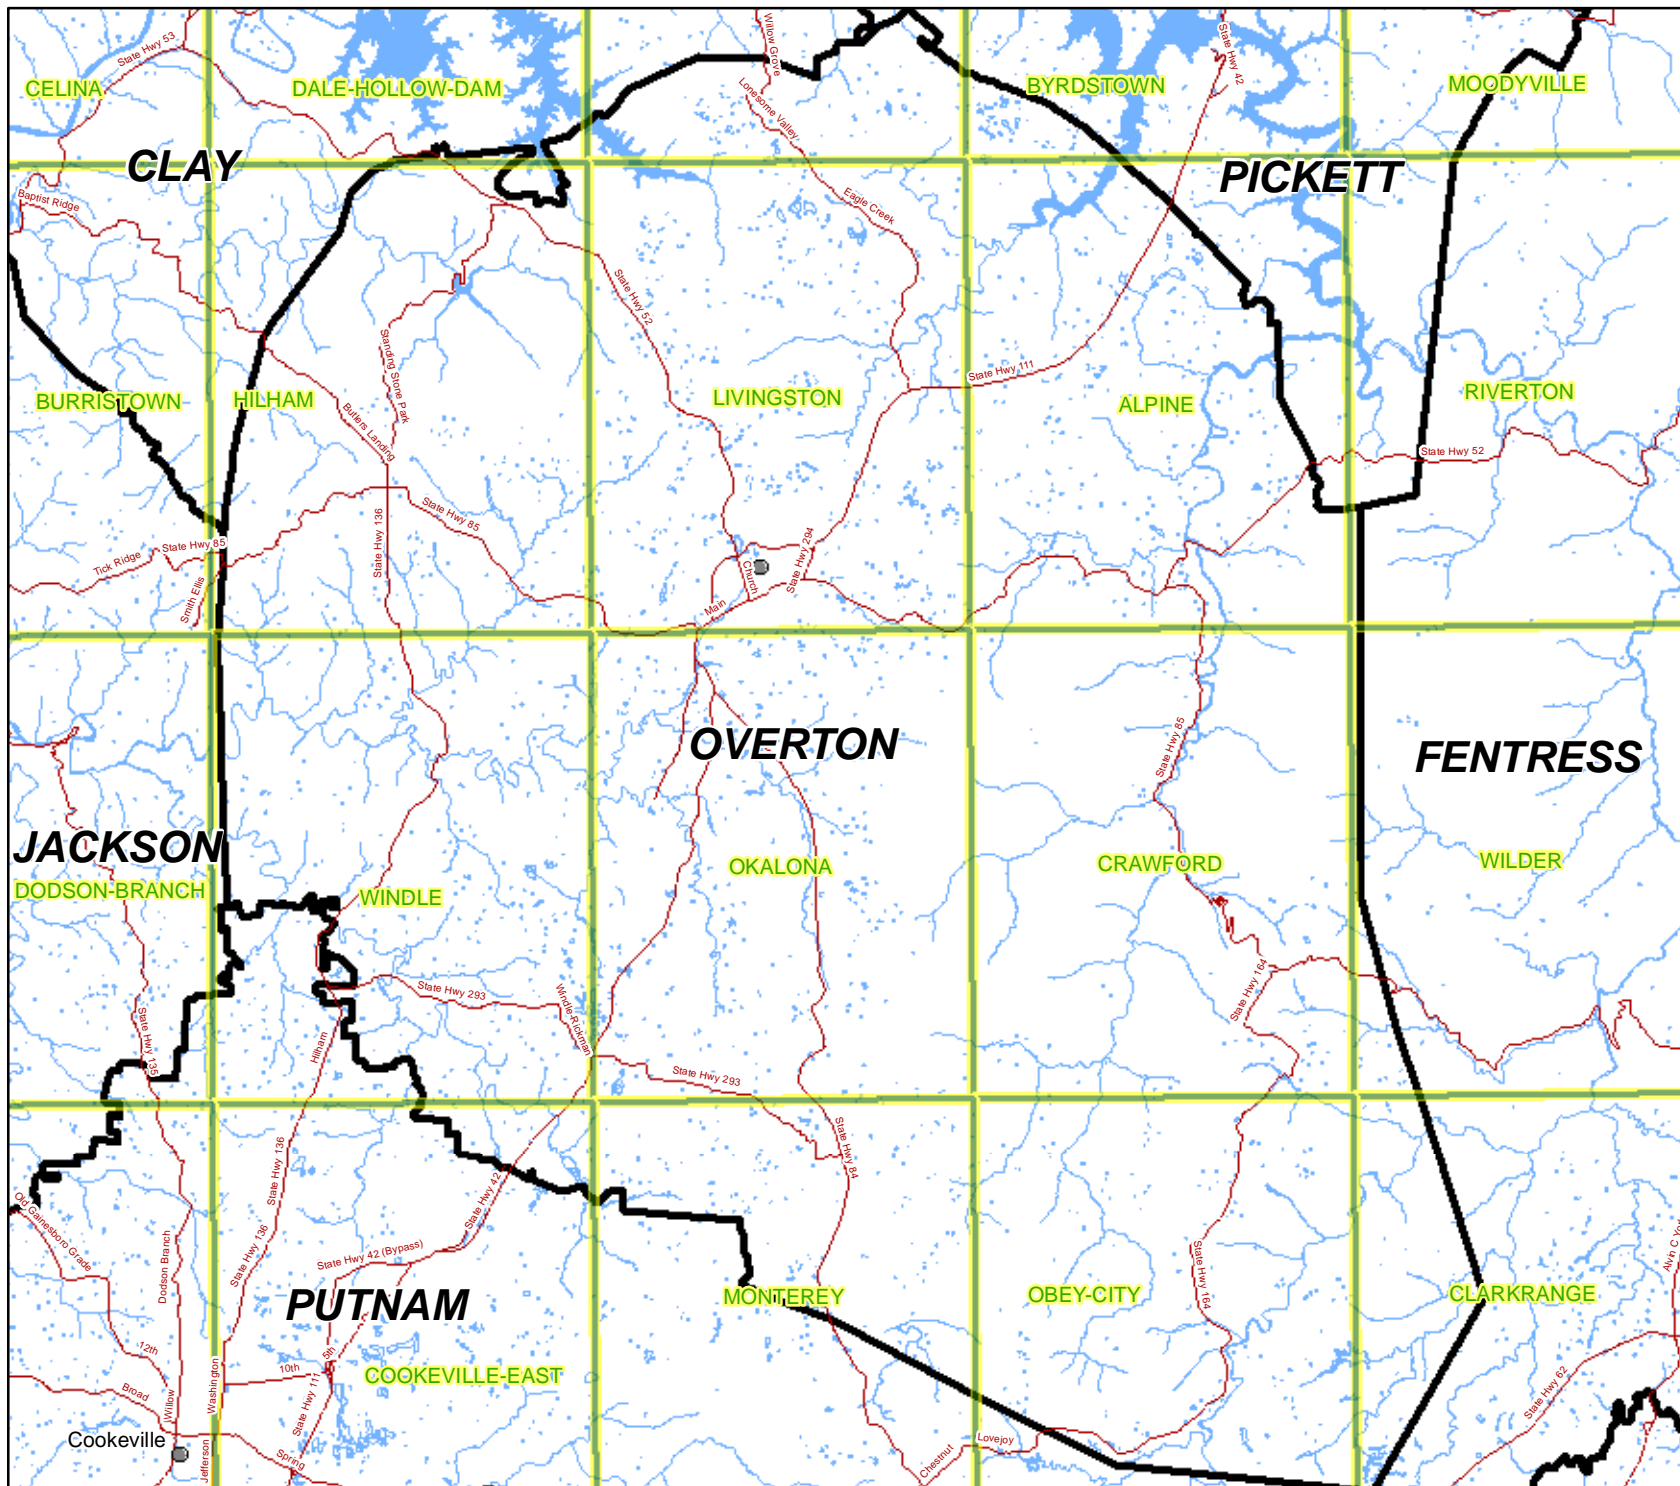 State Hwy 53
Willow Grove
State Hwy 42
CELINA
DALE-HOLLOW-DAM
BYRDSTOWN
MOODYVILLE
Lonesome Valley
CLAY
PICKETT
Baptist Ridge
Eagle Creek
State Hwy 52
Standing Stone Park
State Hwy 111
BURRISTOWN
HILHAM
LIVINGSTON
ALPINE
RIVERTON
Butlers Landing
State Hwy 52
State Hwy 85
State Hwy 136
State Hwy 294
Tick Ridge
State Hwy 85
Smith Ellis
Church
Main
OVERTON
FENTRESS
State Hwy 85
JACKSON
DODSON-BRANCH
WINDLE
OKALONA
CRAWFORD
WILDER
State Hwy 293
Windle-Rickman
State Hwy 164
State Hwy 135
Hilham
State Hwy 293
State Hwy 84
State Hwy 136
State Hwy 42
Old Gainesboro Grade
Dodson Branch
State Hwy 136
State Hwy 42 (Bypass)
State Hwy 164
Alvin C Yor
PUTNAM
MONTEREY
OBEY-CITY
CLARKRANGE
12th
10th
5th
COOKEVILLE-EAST
Broad
Willow
Washington
State Hwy 111
State Hwy 62
Cookeville
Jefferson
Spring
Chestnut
Lovejoy